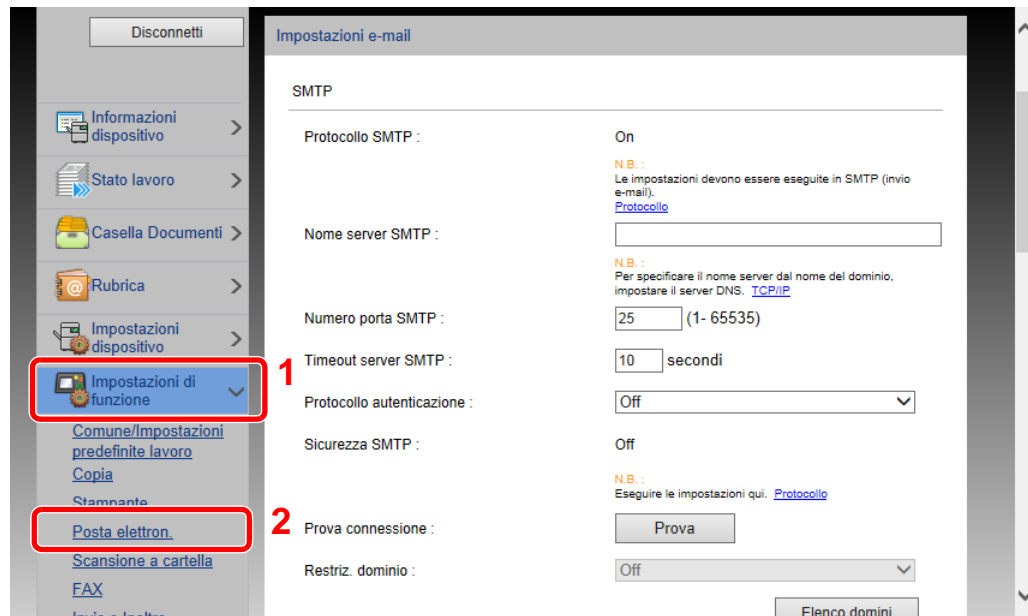 Disconnetti
Informazioni
dispositivo
Stato lavoro
Casella Documenti
Rubrica
Impostazioni
dispositivo
Impostazioni di
funzione
1
Comune/Impostazioni
predefinite lavoro
Copia
Stampante
Posta elettron.
2
Scansione a cartella
FAX
Invio e Inoltro
Impostazioni e-mail
SMTP
Protocollo SMTP :
On
N.B. :
Le impostazioni devono essere eseguite in SMTP (invio
e-mail).
Protocollo
Nome server SMTP :
N.B. :
Per specificare il nome server dal nome del dominio,
impostare il server DNS. TCP/IP
Numero porta SMTP :
25 (1- 65535)
Timeout server SMTP :
10 secondi
Protocollo autenticazione :
Off
Sicurezza SMTP :
Off
N.B. :
Eseguire le impostazioni qui. Protocollo
Prova connessione :
Prova
Restriz. dominio :
Off
Elenco domini